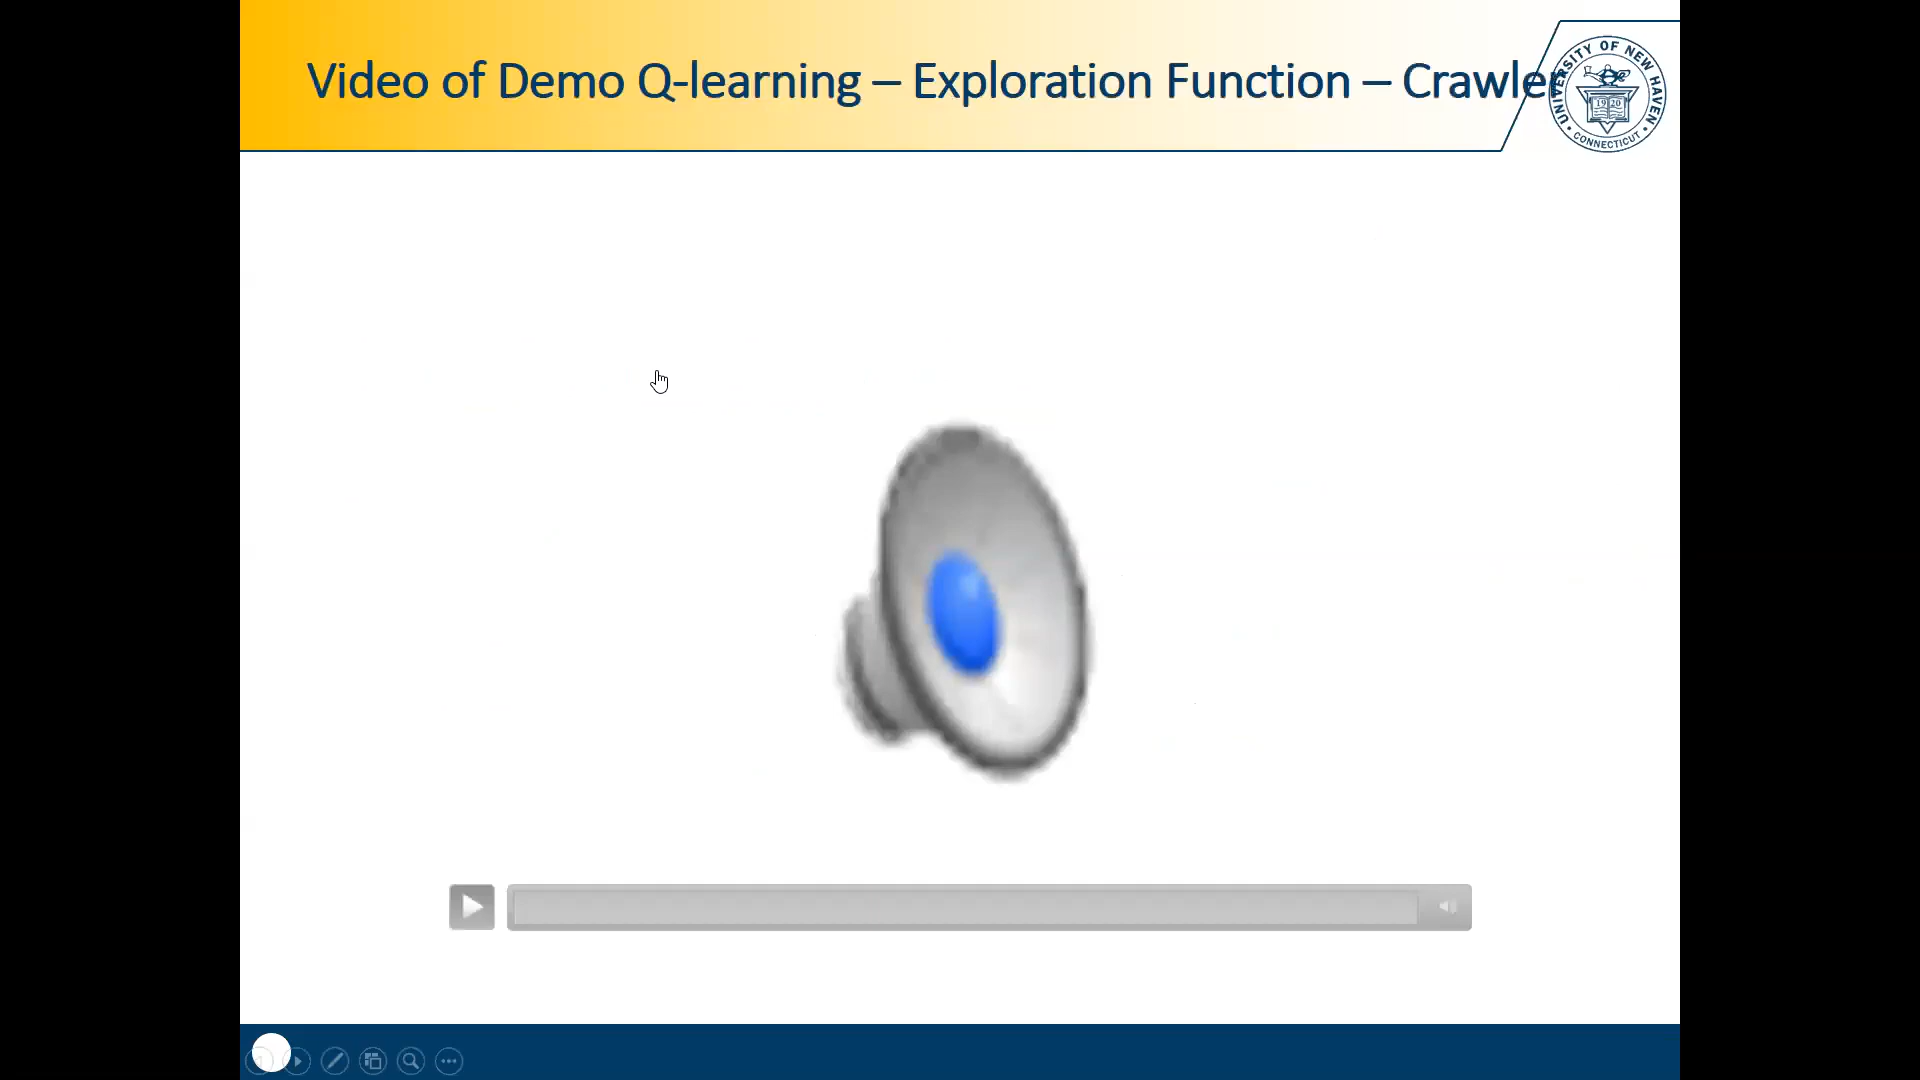 Video of Demo Q-learning – Exploration Function – Crawler
UNIVERSITY OF NEW HAVEN
1920
CONNECTICUT